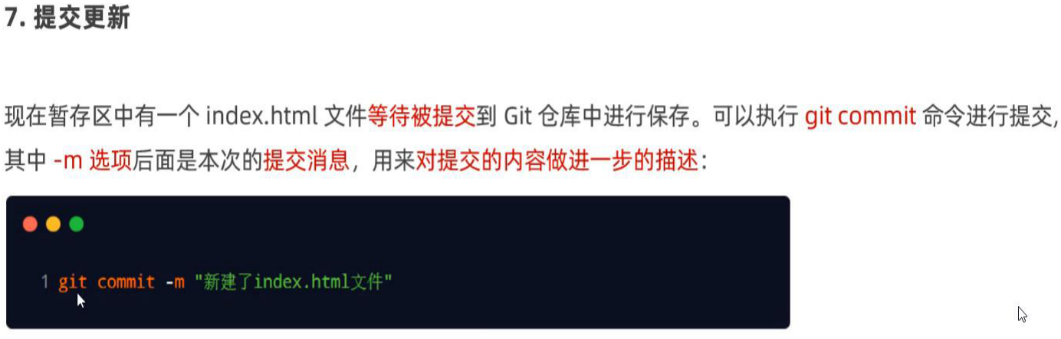 7. 提交更新
现在暂存区中有一个 index.html 文件等待被提交到 Git 仓库中进行保存。可以执行 git commit 命令进行提交,
其中 -m 选项后面是本次的提交消息，用来对提交的内容做进一步的描述：
1 git commit -m "新建了index.html文件"